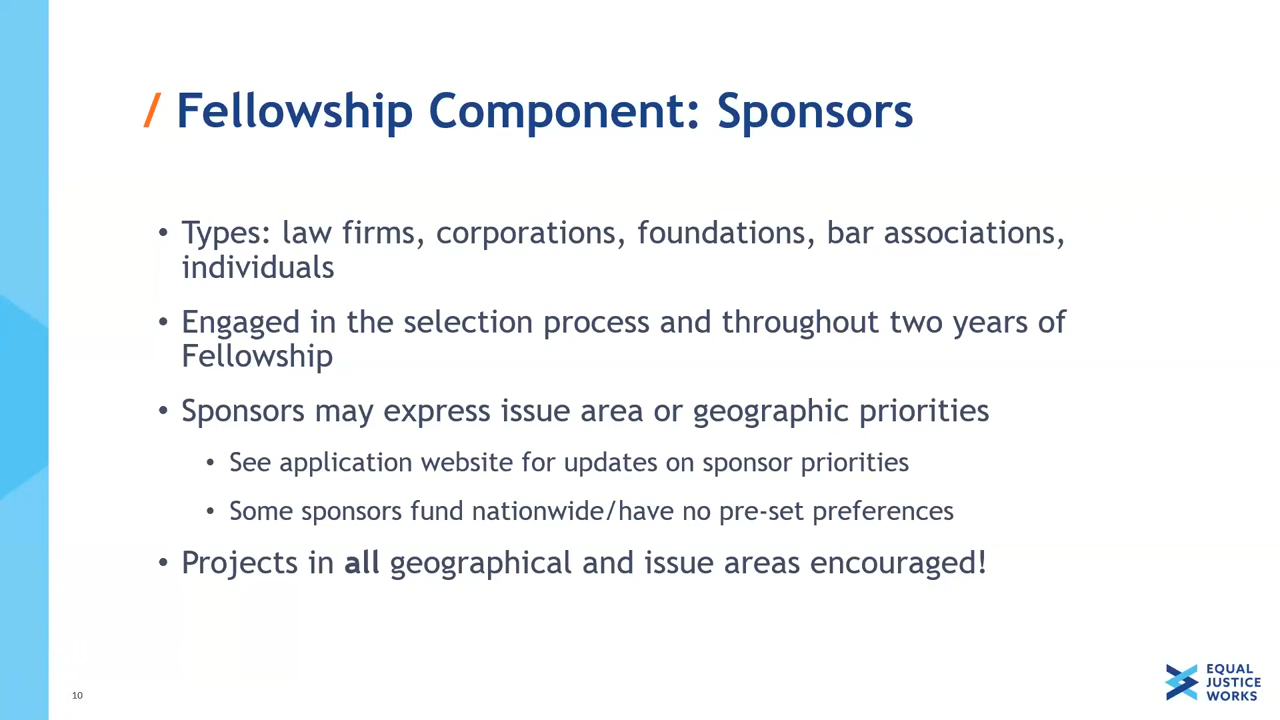 / Fellowship Component: Sponsors
• Types: law firms, corporations, foundations, bar associations,
individuals
• Engaged in the selection process and throughout two years of
Fellowship
• Sponsors may express issue area or geographic priorities
• See application website for updates on sponsor priorities
• Some sponsors fund nationwide/have no pre-set preferences
• Projects in all geographical and issue areas encouraged!
10
EQUAL
JUSTICE
WORKS